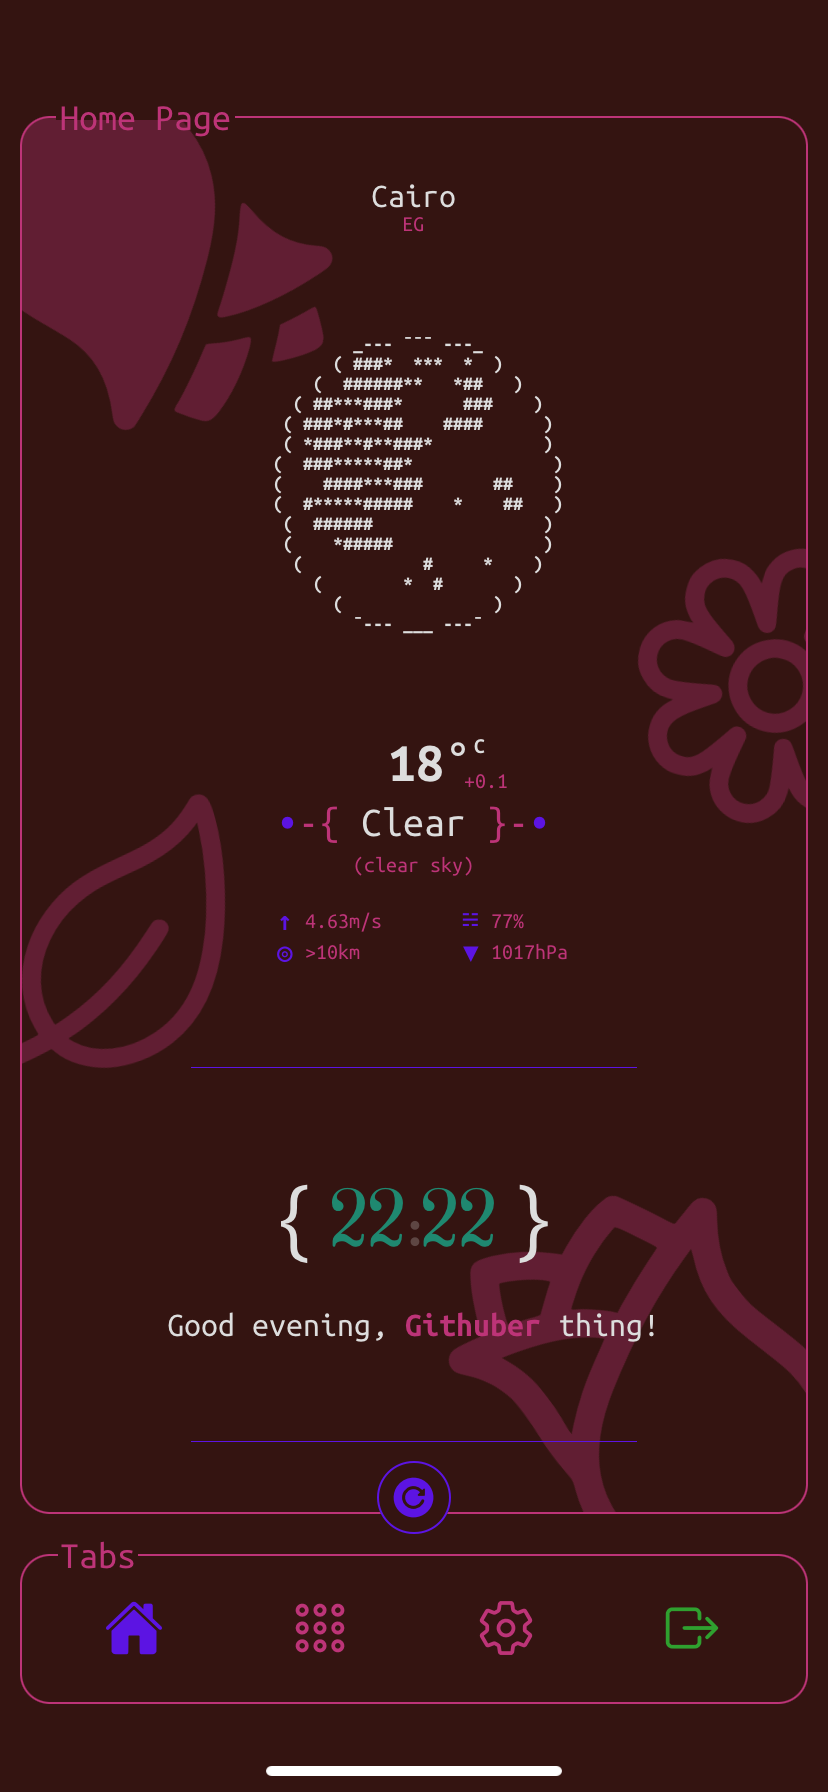 Home Page
Cairo
EG
_--- --- ---_
( ###*  ***  *  )
(  ######**   *##   )
( ##***###*      ###    )
( ###*#***##    ####      )
( *###**#**###*           )
(  ###*****##*              )
(    ####***###       ##    )
(  #*****#####    *    ##   )
(  ######                 )
(    *#####               )
(            #     *    )
(        *  #       )
(               )
---- ___ ----
18°C
+0.1
•-{ Clear }-•
(clear sky)
↑ 4.63m/s ☵ 77%
◎ >10km ▼ 1017hPa
{ 22:22 }
Good evening, Githuber thing!
Tabs